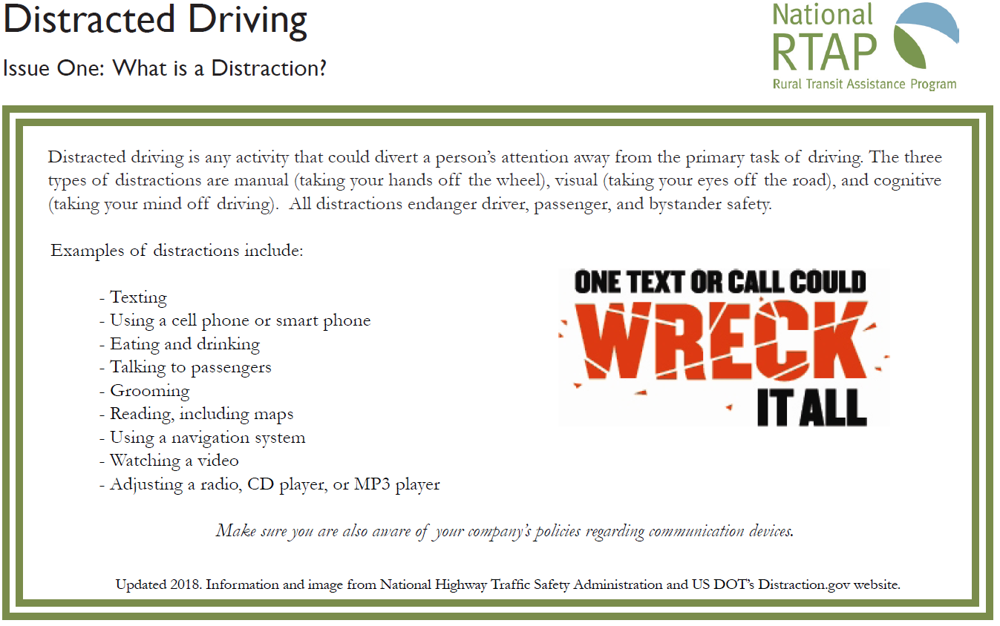 Distracted Driving
Issue One: What is a Distraction?
National
RTAP
Rural Transit Assistance Program
Distracted driving is any activity that could divert a person's attention away from the primary task of driving. The three
types of distractions are manual (taking your hands off the wheel), visual (taking your eyes off the road), and cognitive
(taking your mind off driving).  All distractions endanger driver, passenger, and bystander safety.
Examples of distractions include:
- Texting
- Using a cell phone or smart phone
- Eating and drinking
- Talking to passengers
- Grooming
- Reading, including maps
- Using a navigation system
- Watching a video
- Adjusting a radio, CD player, or MP3 player
ONE TEXT OR CALL COULD
WRECK
IT ALL
Make sure you are also aware of your company's policies regarding communication devices.
Updated 2018. Information and image from National Highway Traffic Safety Administration and US DOT's Distraction.gov website.